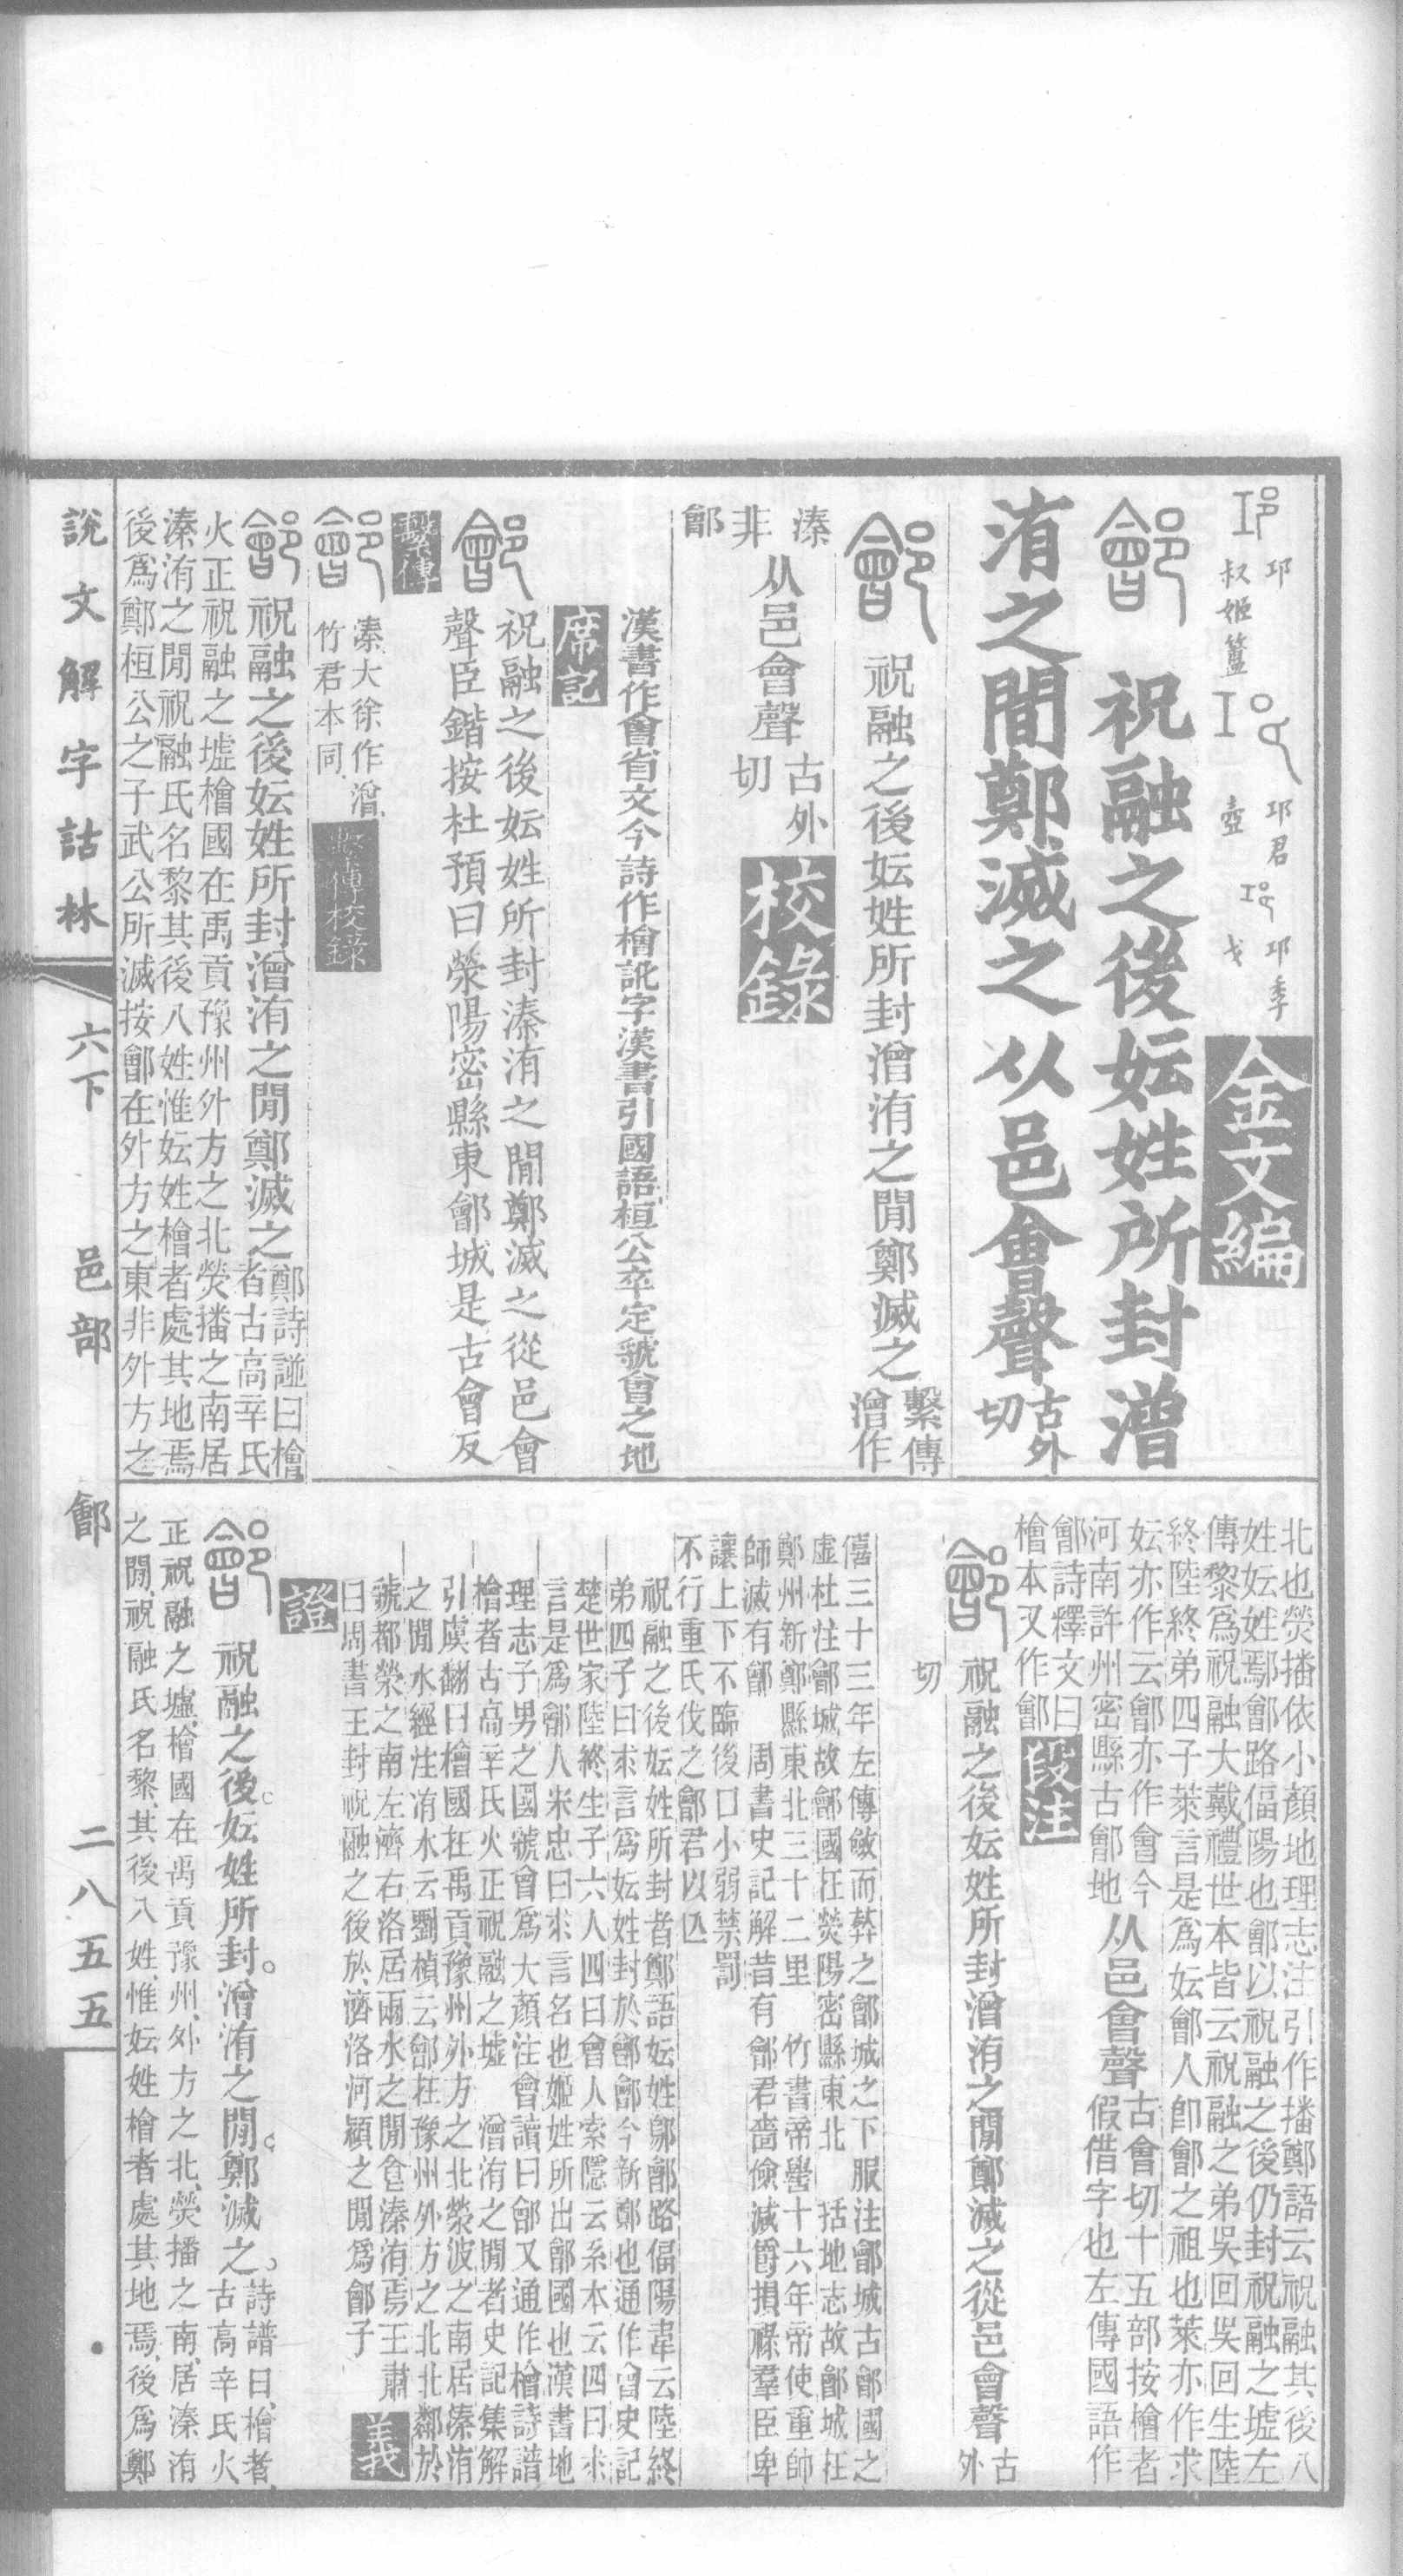 邛 叔姬簠 邛君壺 邛季戈 金文編
祝融之後妘姓所封潧
洧之間鄭滅之从邑會聲古外切
祝融之後妘姓所封潧洧之閒鄭滅之繫傳潧作
溱非鄶从邑會聲古外切 校錄
漢書作會省文今詩作檜訛字漢書引國語桓公卒定虢會之地
席記
祝融之後妘姓所封溱洧之閒鄭滅之從邑會
聲臣鍇按杜預曰滎陽密縣東鄶城是古會反
繫傳
溱大徐作潧
竹君本同 繫傳校錄
祝融之後妘姓所封潧洧之閒鄭滅之鄭詩譜曰檜
者古高辛氏
火正祝融之墟檜國在禹貢豫州外方之北熒播之南居
溱洧之閒祝融氏名黎其後八姓惟妘姓檜者處其地焉
後爲鄭桓公之子武公所滅按鄶在外方之東非外方之
北也熒播依小顏地理志注引作播鄭語云祝融其後八
姓妘姓鄢鄶路偪陽也鄶以祝融之後仍封祝融之墟左
傳黎爲祝融大戴禮世本皆云祝融之弟吳回吳回生陸
終陸終弟四子萊言是爲妘鄶人卽鄶之祖也萊亦作求
妘亦作云鄶亦作會今
河南許州密縣古鄶地从邑會聲古會切十五部按檜者
假借字也左傳國語作
鄶詩釋文曰
檜本又作鄶 段注
祝融之後妘姓所封潧洧之閒鄭滅之從邑會聲古外
切
僖三十三年左傳斂而葬之鄶城之下服注鄶城古鄶國之
虛杜注鄶城故鄶國在熒陽密縣東北 括地志故鄶城在
鄭州新鄭縣東北三十二里 竹書帝嚳十六年帝使重帥
師滅有鄶 周書史記解昔有鄶君嗇儉減爵損祿羣臣卑
讓上下不臨後口小弱禁罰
不行重氏伐之鄶君以亡
祝融之後妘姓所封者鄭語妘姓鄔鄶路偪陽韋云陸終
弟四子曰求言爲妘姓封於鄶鄶今新鄭也通作會史記
楚世家陸終生子六人四曰會人索隱云系本云四曰求
言是爲鄶人宋忠曰求言名也姬姓所出鄶國也漢書地
理志子男之國虢會爲大顏注會讀曰鄶又通作檜詩譜
檜者古高辛氏火正祝融之墟 潧洧之閒者史記集解
引虞翻曰檜國在禹貢豫州外方之北滎波之南居溱洧
之閒水經注洧水云劉楨云鄶在豫州外方之北北鄰於
虢都滎之南左濟右洛居兩水之閒食溱洧焉王肅
曰周書王封祝融之後於濟洛河潁之閒爲鄶子 義
證
祝融之後妘姓所封潧洧之閒鄭滅之詩譜曰檜者
古高辛氏火
正祝融之墟檜國在禹貢豫州外方之北熒播之南居溱洧
之閒祝融氏名黎其後八姓惟妘姓檜者處其地焉後爲鄭
說文解字詁林 六下 邑部 鄶 二八五五